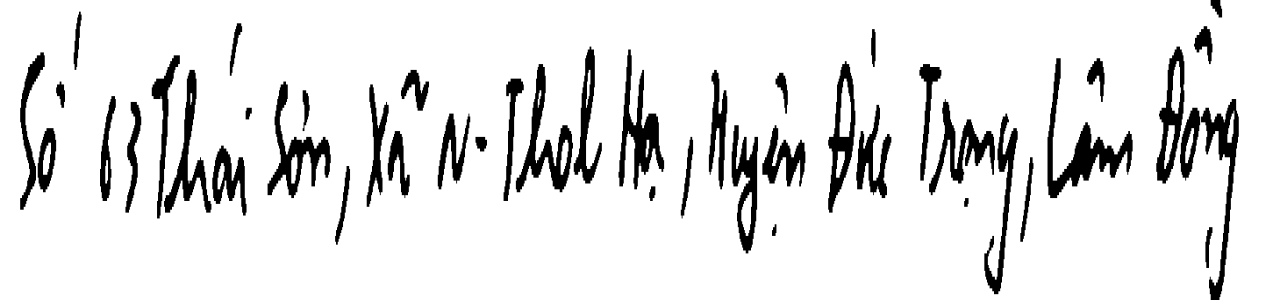 Số 63 Thái Sơn, Xã N- Thol Hạ, Huyện Đức Trọng, Lâm Đồng